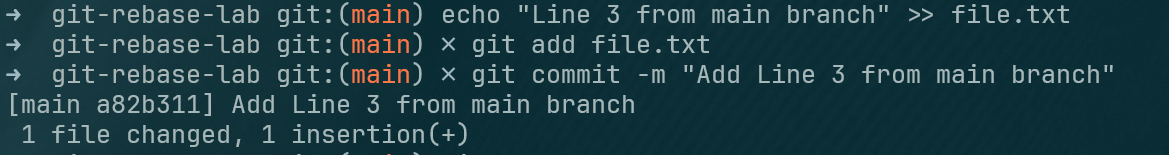 ➜  git-rebase-lab git:(main) echo "Line 3 from main branch" >> file.txt
➜  git-rebase-lab git:(main) ✗ git add file.txt
➜  git-rebase-lab git:(main) ✗ git commit -m "Add Line 3 from main branch"
[main a82b311] Add Line 3 from main branch
 1 file changed, 1 insertion(+)